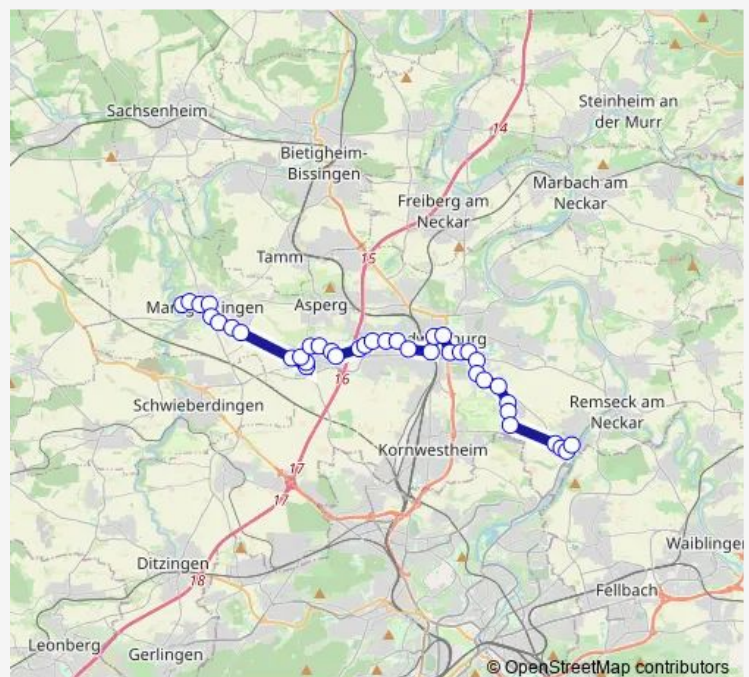 14
Steinheim an
der Murr
Sachsenheim
Bietigheim-
Bissingen
Marbach am
Neckar
Freiberg am
Neckar
Tamm
15
Asperg
16
Schwieberdingen
Remseck am
Neckar
Kornwestheim
17
17
Waiblingen
Ditzingen
18
Fellbach
Leonberg
Gerlingen
© OpenStreetMap contributors